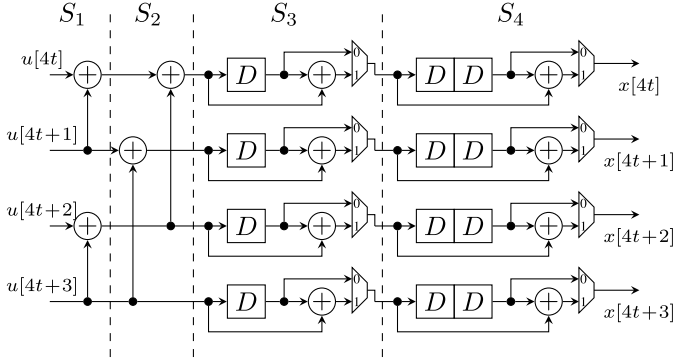 S₁ S₂ S₃ S₄
u[4t] + + D + 0 1 D D + 0 1 x[4t]
u[4t+1] + D + 0 1 D D + 0 1 x[4t+1]
u[4t+2] + D + 0 1 D D + 0 1 x[4t+2]
u[4t+3] D + 0 1 D D + 0 1 x[4t+3]